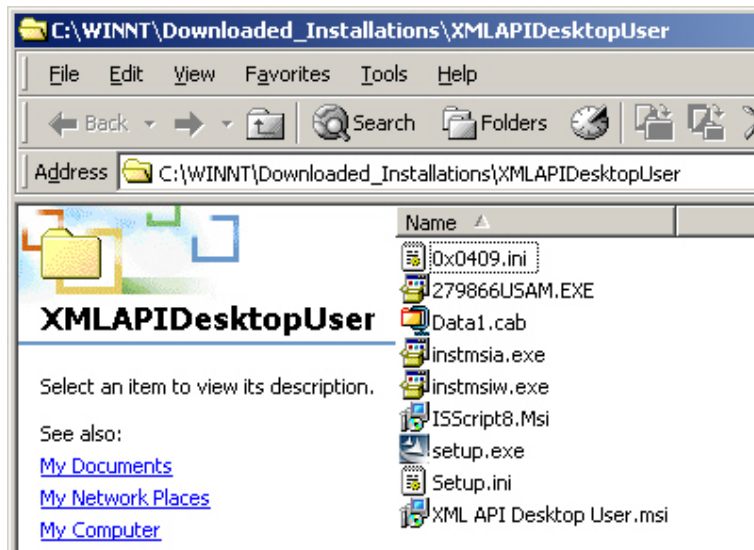 C:\WINNT\Downloaded_Installations\XMLAPIDesktopUser
File Edit View Favorites Tools Help
Back Search Folders
Address C:\WINNT\Downloaded_Installations\XMLAPIDesktopUser
Name
0x0409.ini
279866USAM.EXE
Data1.cab
instmsia.exe
instmsiw.exe
ISScript8.Msi
setup.exe
Setup.ini
XML API Desktop User.msi
XMLAPIDesktopUser
Select an item to view its description.
See also:
My Documents
My Network Places
My Computer